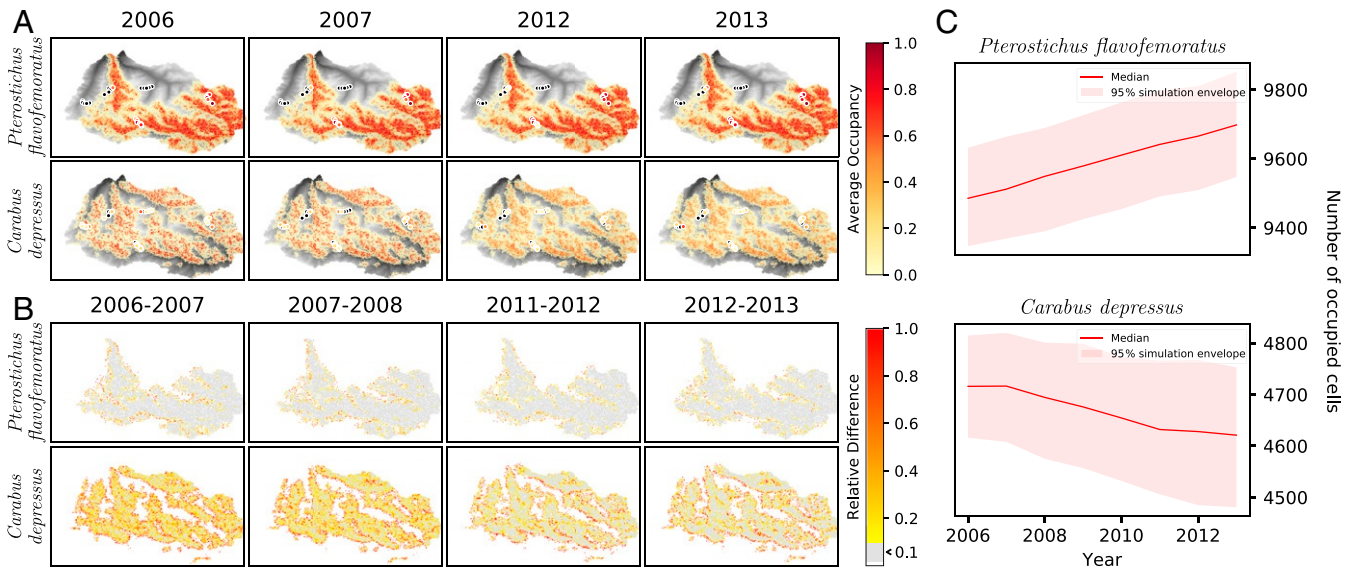 A
2006
2007
2012
2013
Pterostichus
flavofemoratus
Carabus
depressus
1.0
0.8
0.6
0.4
0.2
0.0
Average Occupancy
B
2006-2007
2007-2008
2011-2012
2012-2013
Pterostichus
flavofemoratus
Carabus
depressus
1.0
0.8
0.6
0.4
0.2
<0.1
Relative Difference
C
Pterostichus flavofemoratus
Median
95% simulation envelope
9800
9600
9400
Number of occupied cells
Carabus depressus
Median
95% simulation envelope
4800
4700
4600
4500
2006
2008
2010
2012
Year